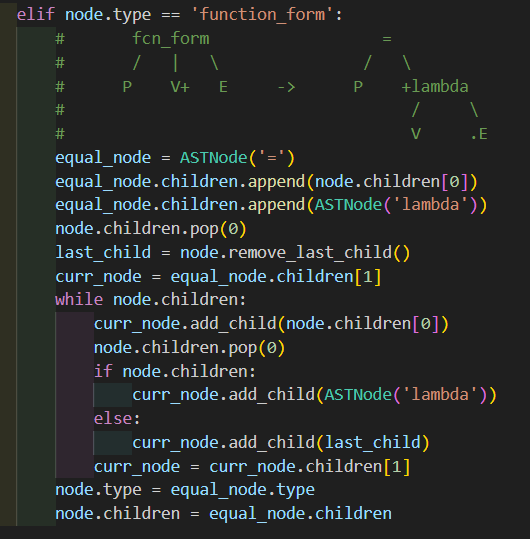 elif node.type == 'function_form':
    #       fcn_form                  =
    #       /   |   \               /   \
    #      P    V+   E     ->      P    +lambda
    #                                    /     \
    #                                    V     .E
    equal_node = ASTNode('=')
    equal_node.children.append(node.children[0])
    equal_node.children.append(ASTNode('lambda'))
    node.children.pop(0)
    last_child = node.remove_last_child()
    curr_node = equal_node.children[1]
    while node.children:
        curr_node.add_child(node.children[0])
        node.children.pop(0)
        if node.children:
            curr_node.add_child(ASTNode('lambda'))
        else:
            curr_node.add_child(last_child)
        curr_node = curr_node.children[1]
    node.type = equal_node.type
    node.children = equal_node.children